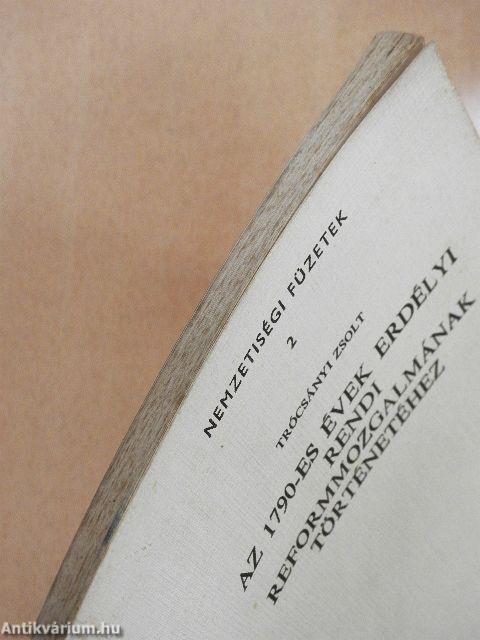 NEMZETISÉGI FÜZETEK
2
TRÓCSÁNYI ZSOLT
AZ 1790-ES ÉVEK ERDÉLYI
RENDI
REFORMMOZGALMÁNAK
TÖRTÉNETÉHEZ
Antikvárium.hu